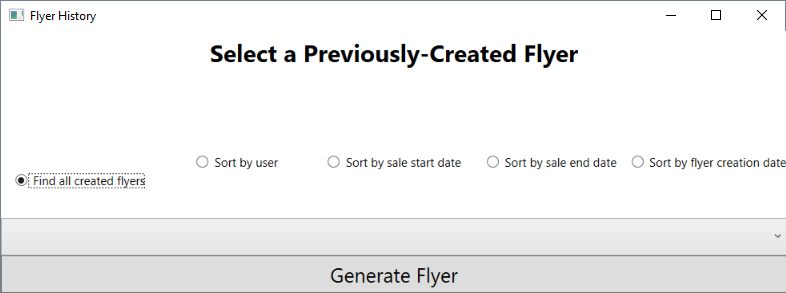 Flyer History
Select a Previously-Created Flyer
Sort by user
Sort by sale start date
Sort by sale end date
Sort by flyer creation date
Find all created flyers
Generate Flyer